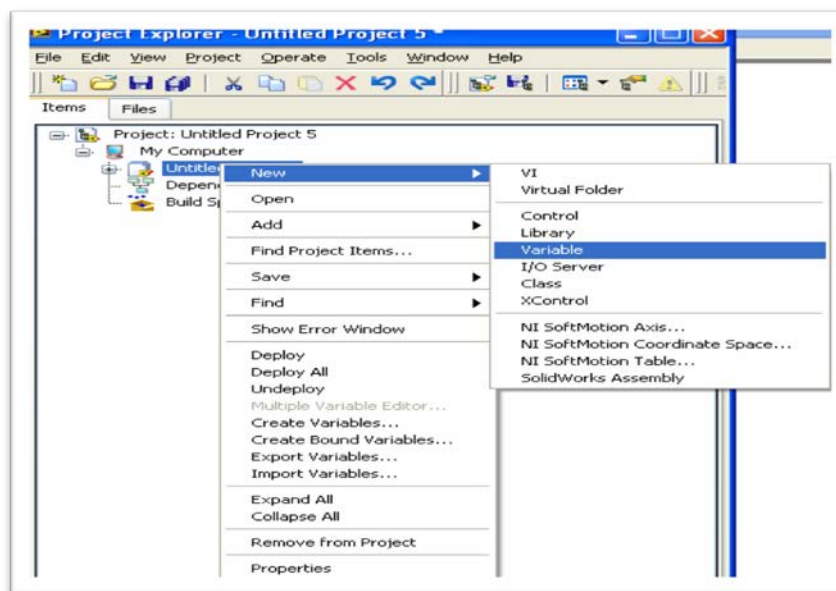 Project Explorer - Untitled Project 5 *
File Edit View Project Operate Tools Window Help
Items Files
Project: Untitled Project 5
My Computer
Untitle
Depen
Build Sp
New
Open
Add
Find Project Items...
Save
Find
Show Error Window
Deploy
Deploy All
Undeploy
Multiple Variable Editor...
Create Variables...
Create Bound Variables...
Export Variables...
Import Variables...
Expand All
Collapse All
Remove from Project
Properties
VI
Virtual Folder
Control
Library
Variable
I/O Server
Class
XControl
NI SoftMotion Axis...
NI SoftMotion Coordinate Space...
NI SoftMotion Table...
SolidWorks Assembly